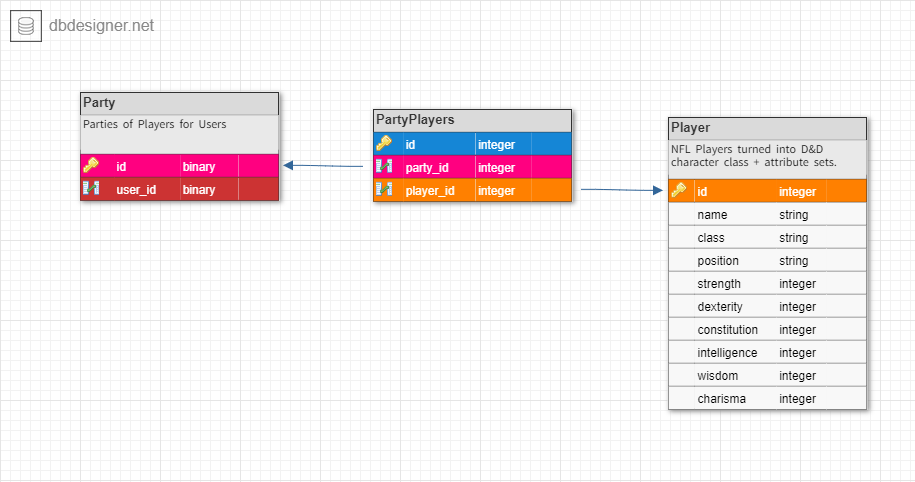 dbdesigner.net
Party
Parties of Players for Users
id binary
user_id binary
PartyPlayers
id integer
party_id integer
player_id integer
Player
NFL Players turned into D&D
character class + attribute sets.
id integer
name string
class string
position string
strength integer
dexterity integer
constitution integer
intelligence integer
wisdom integer
charisma integer